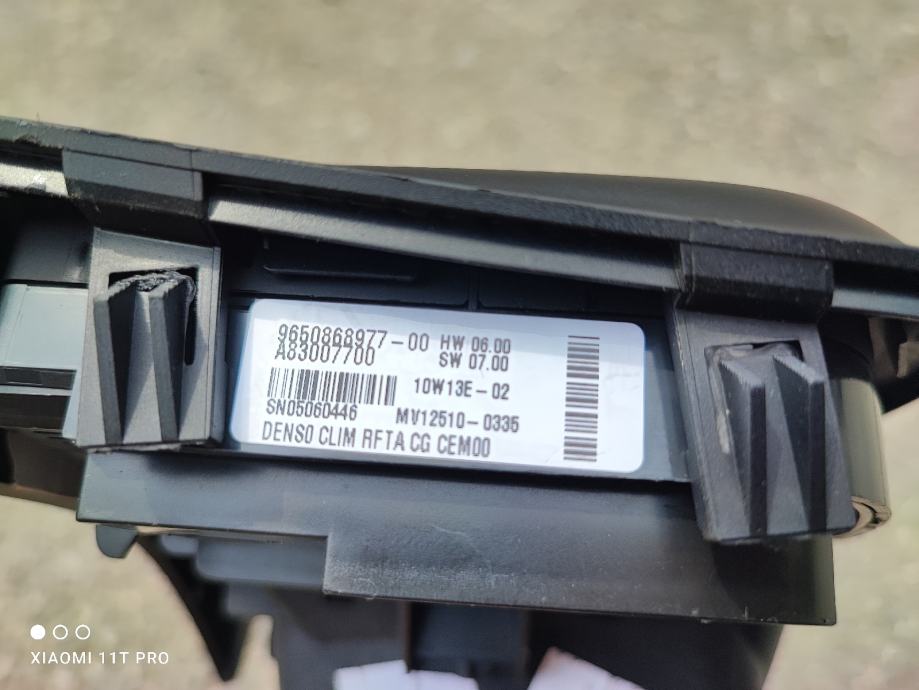 9650868977-00 HW 06.00
A83007700 SW 07.00
10W13E-02
SN05060446 MV12510-0335
DENSO CLIM RFTA CG CEM00
XIAOMI 11T PRO